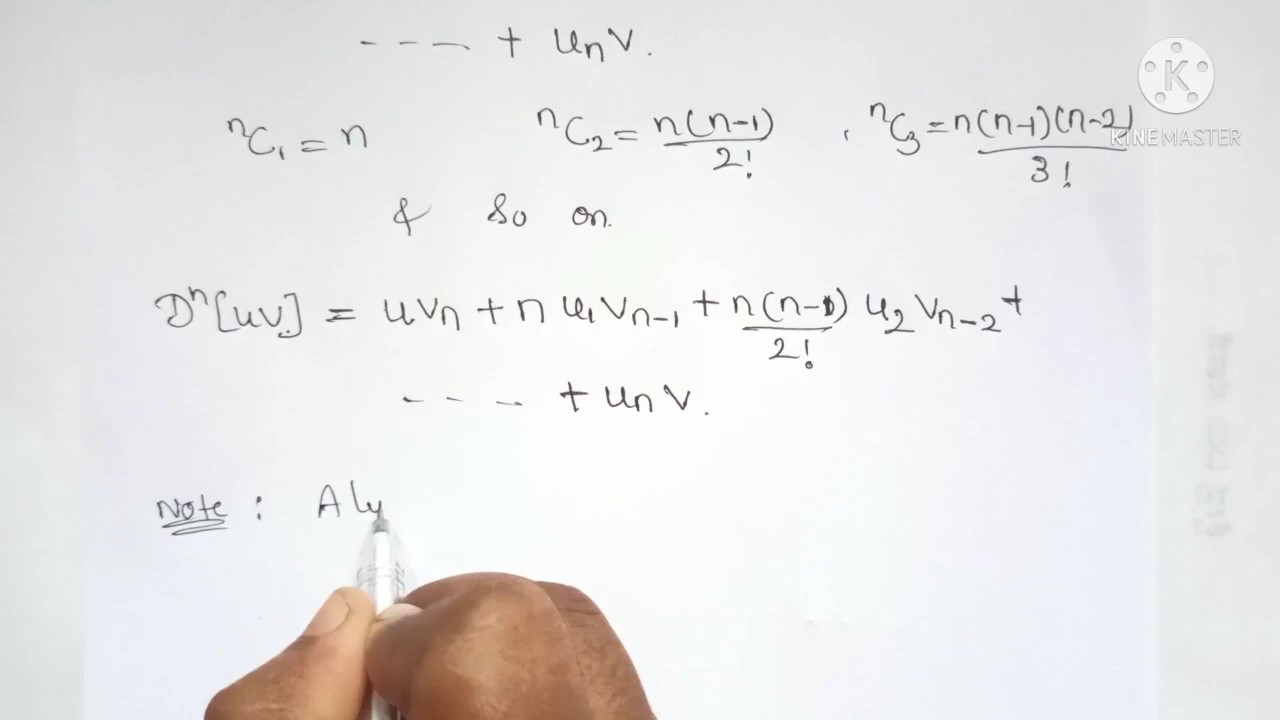 ---- + uₙv.
ⁿC₁ = n    ⁿC₂ = n(n-1)/2! , ⁿC₃ = n(n-1)(n-2)/3!
& So on.
Dⁿ[uv] = uvₙ + n u₁vₙ₋₁ + n(n-1)/2! u₂vₙ₋₂ +
---- + uₙv.
Note : Al
KINEMASTER